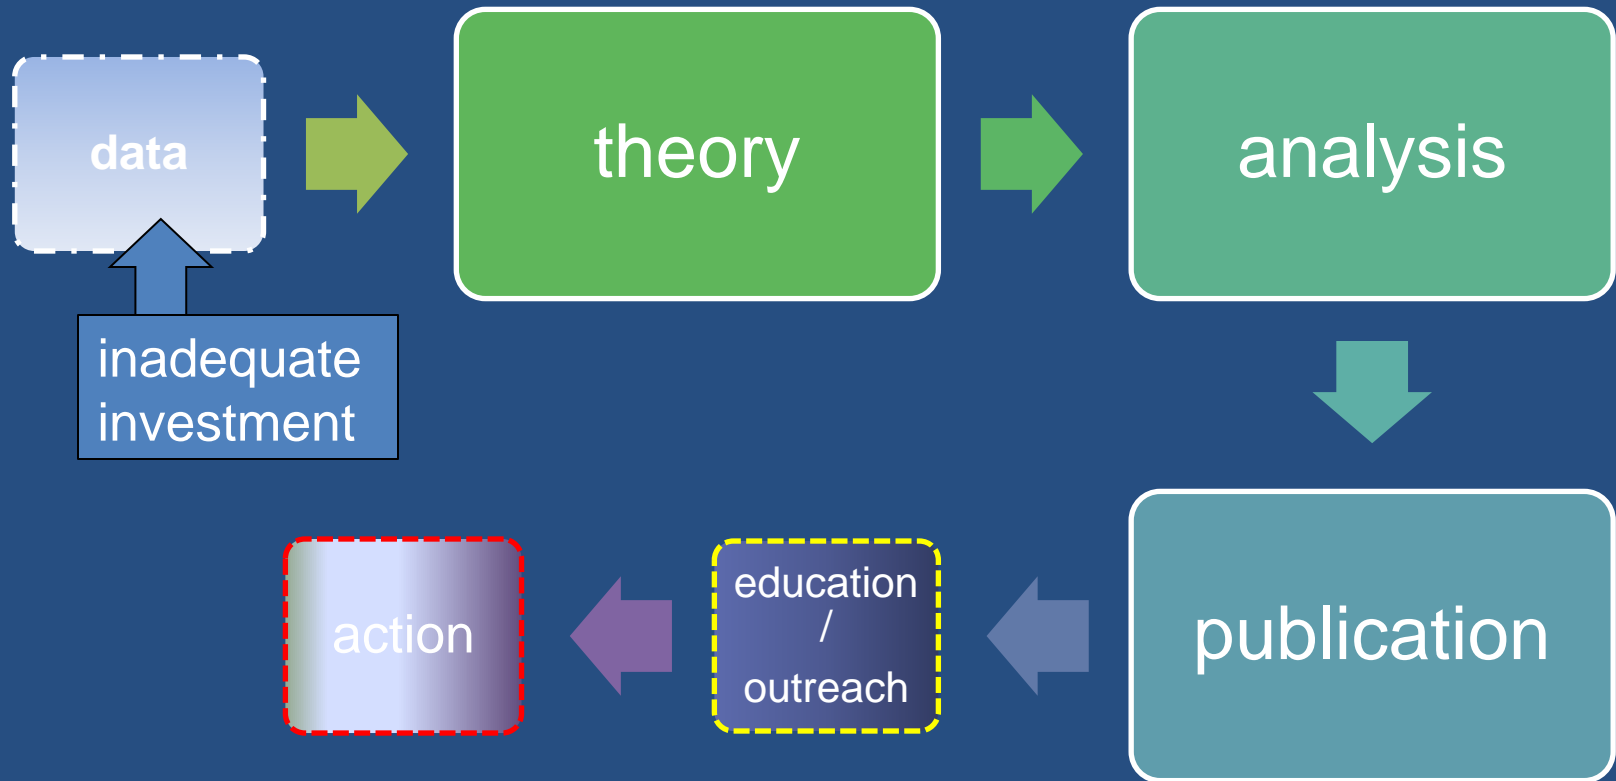 data
theory
analysis
inadequate
investment
publication
education
/
outreach
action